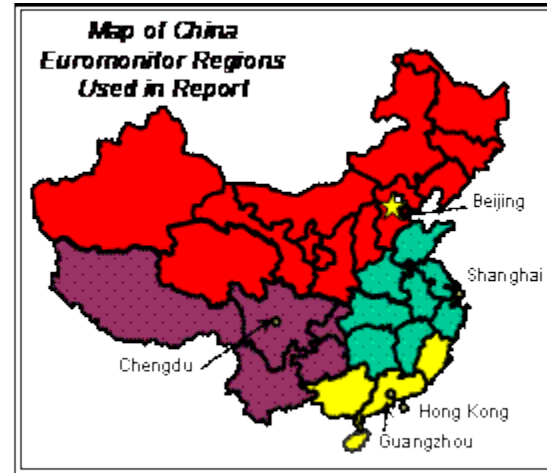 Map of China
Euromonitor Regions
Used in Report
Beijing
Shanghai
Chengdu
Hong Kong
Guangzhou